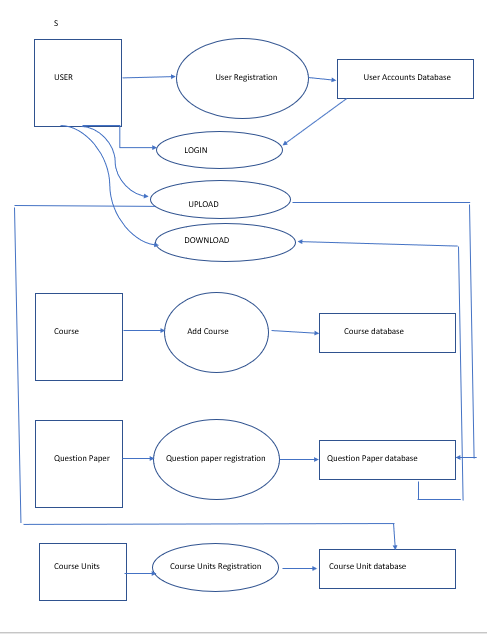 S
USER
User Registration
User Accounts Database
LOGIN
UPLOAD
DOWNLOAD
Course
Add Course
Course database
Question Paper
Question paper registration
Question Paper database
Course Units
Course Units Registration
Course Unit database